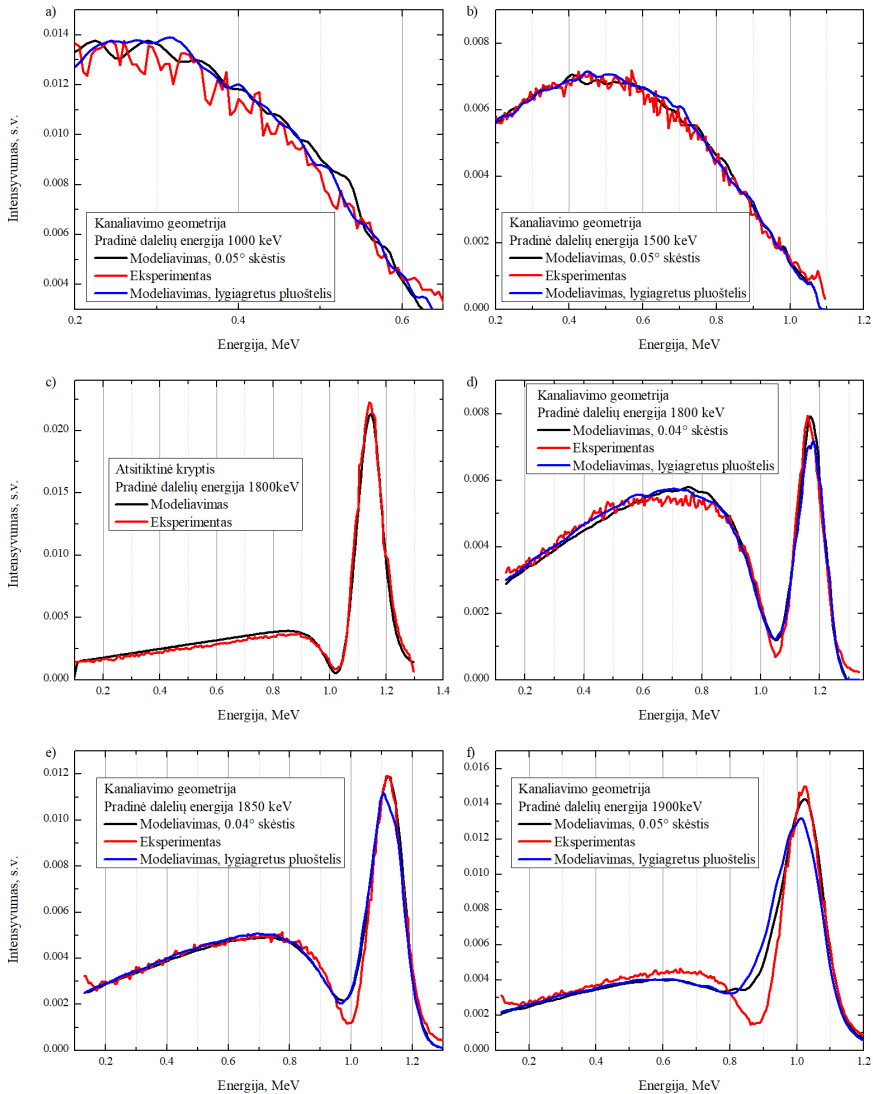 a)
Intensyvumas, s.v.
0.014
0.012
0.010
0.008
0.006
0.004
Kanaliavimo geometrija
Pradinė dalelių energija 1000 keV
Modeliavimas, 0.05° skėstis
Eksperimentas
Modeliavimas, lygiagretus pluoštelis
0.2
0.4
0.6
Energija, MeV
b)
0.008
0.007
0.006
0.004
0.002
0.000
Kanaliavimo geometrija
Pradinė dalelių energija 1500 keV
Modeliavimas, 0.05° skėstis
Eksperimentas
Modeliavimas, lygiagretus pluoštelis
0.2
0.4
0.6
0.8
1.0
1.2
Energija, MeV
c)
Intensyvumas, s.v.
0.020
0.015
0.010
0.005
0.000
Atsitiktinė kryptis
Pradinė dalelių energija 1800keV
Modeliavimas
Eksperimentas
0.2
0.4
0.6
0.8
1.0
1.2
1.4
Energija, MeV
d)
0.008
0.006
0.004
0.002
0.000
Kanaliavimo geometrija
Pradinė dalelių energija 1800 keV
Modeliavimas, 0.04° skėstis
Eksperimentas
Modeliavimas, lygiagretus pluoštelis
0.2
0.4
0.6
0.8
1.0
1.2
Energija, MeV
e)
Intensyvumas, s.v.
0.012
0.010
0.008
0.006
0.004
0.002
0.000
Kanaliavimo geometrija
Pradinė dalelių energija 1850 keV
Modeliavimas, 0.04° skėstis
Eksperimentas
Modeliavimas, lygiagretus pluoštelis
0.2
0.4
0.6
0.8
1.0
1.2
Energija, MeV
f)
0.016
0.015
0.014
0.012
0.010
0.008
0.006
0.004
0.002
0.000
Kanaliavimo geometrija
Pradinė dalelių energija 1900keV
Modeliavimas, 0.05° skėstis
Eksperimentas
Modeliavimas, lygiagretus pluoštelis
0.2
0.4
0.6
0.8
1.0
1.2
Energija, MeV